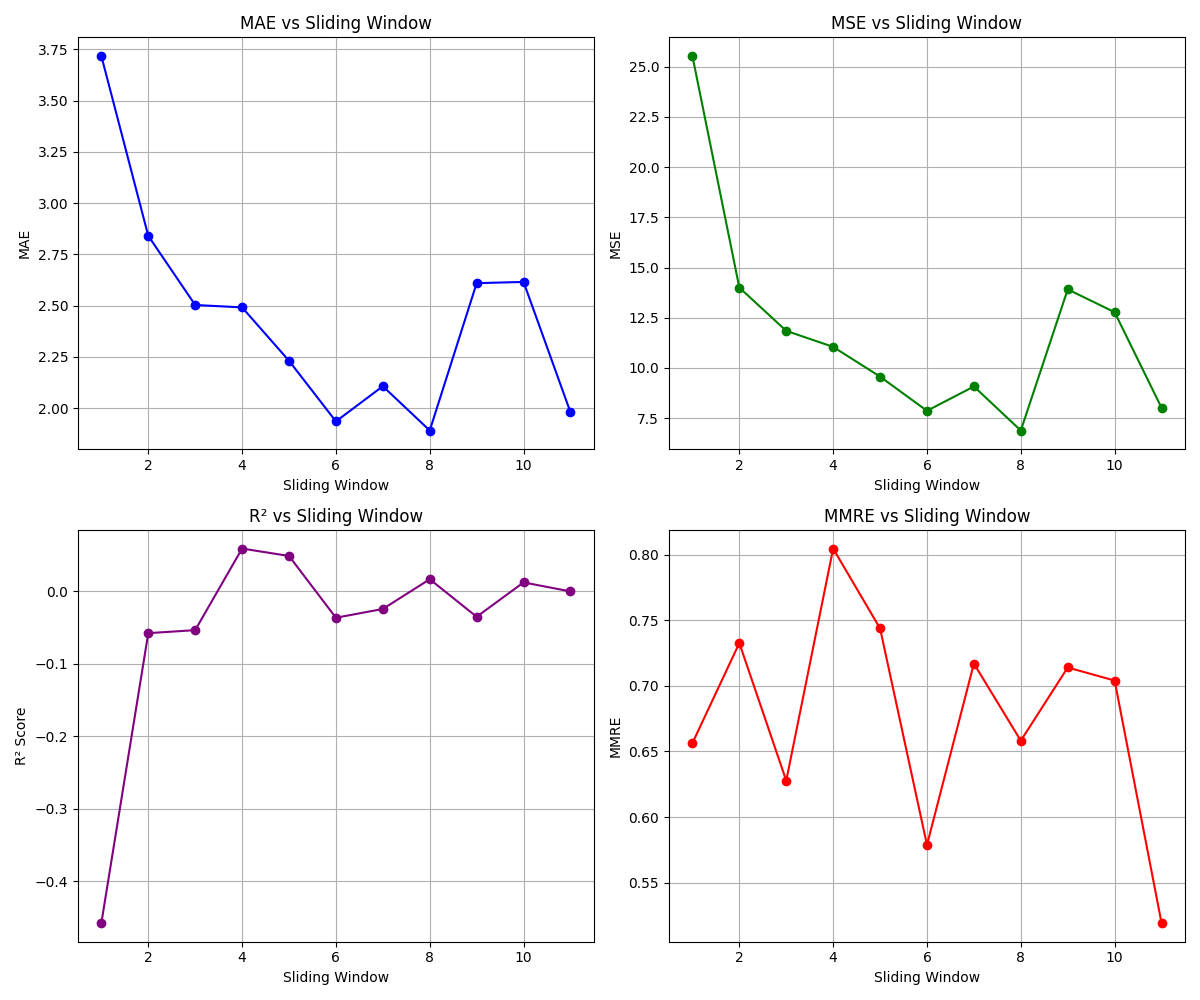 MAE vs Sliding Window
3.75
3.50
3.25
3.00
2.75
2.50
2.25
2.00
MAE
2 4 6 8 10
Sliding Window
MSE vs Sliding Window
25.0
22.5
20.0
17.5
15.0
12.5
10.0
7.5
MSE
2 4 6 8 10
Sliding Window
R² vs Sliding Window
0.0
−0.1
−0.2
−0.3
−0.4
R² Score
2 4 6 8 10
Sliding Window
MMRE vs Sliding Window
0.80
0.75
0.70
0.65
0.60
0.55
MMRE
2 4 6 8 10
Sliding Window